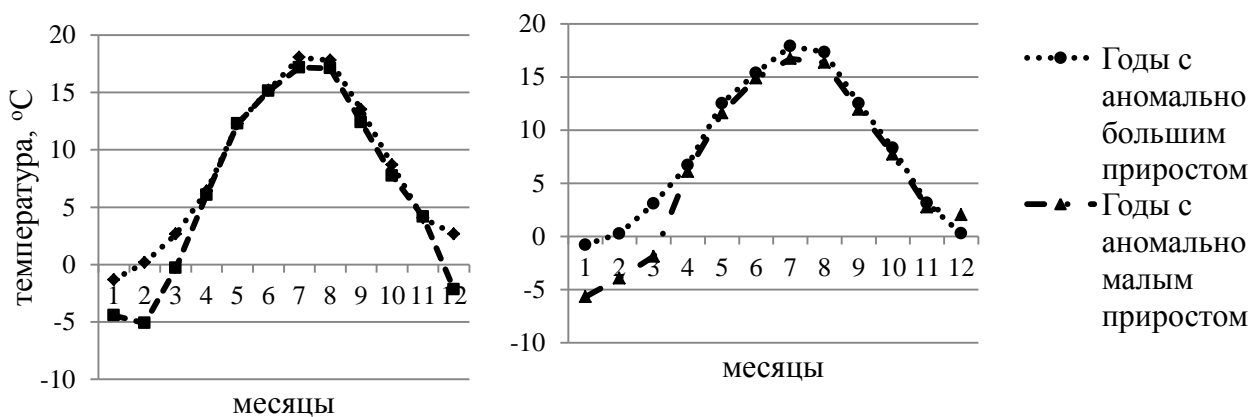 температура, °С
20
15
10
5
0
-5
-10
1 2 3 4 5 6 7 8 9 10 11 12
месяцы
20
15
10
5
0
-5
-10
1 2 3 4 5 6 7 8 9 10 11 12
месяцы
Годы с
аномально
большим
приростом
Годы с
аномально
малым
приростом